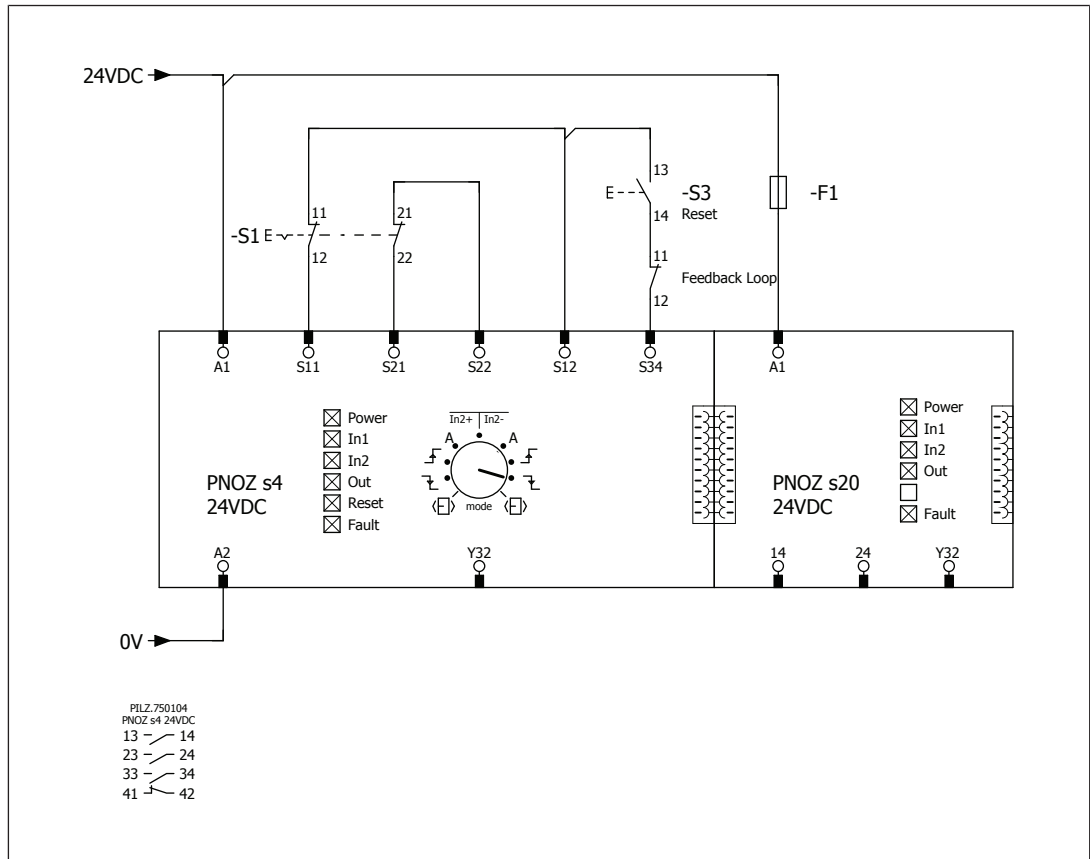 24VDC
13
-S3
-F1
11
21
14
Reset
-S1
12
22
11
Feedback Loop
12
A1
S11
S21
S22
S12
S34
A1
In2+
In2-
Power
In1
In2
Out
Reset
Fault
A
A
mode
PNOZ s4
24VDC
Power
In1
In2
Out
Fault
PNOZ s20
24VDC
A2
Y32
14
24
Y32
0V
PILZ.750104
PNOZ s4 24VDC
13 14
23 24
33 34
41 42